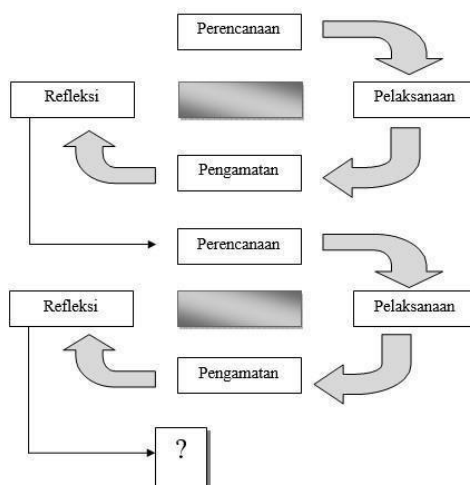 Perencanaan
Refleksi
Pelaksanaan
Pengamatan
Perencanaan
Refleksi
Pelaksanaan
Pengamatan
?